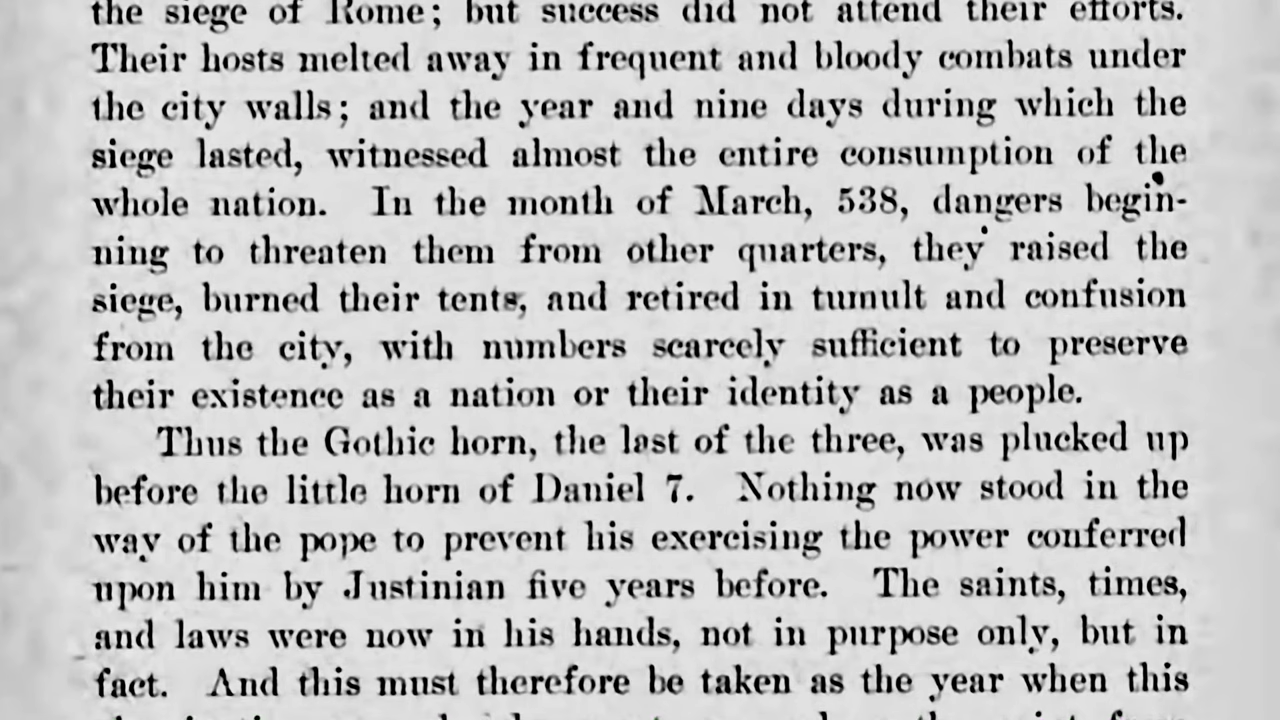 the siege of Rome; but success did not attend their efforts.
Their hosts melted away in frequent and bloody combats under
the city walls; and the year and nine days during which the
siege lasted, witnessed almost the entire consumption of the
whole nation. In the month of March, 538, dangers begin-
ning to threaten them from other quarters, they raised the
siege, burned their tents, and retired in tumult and confusion
from the city, with numbers scarcely sufficient to preserve
their existence as a nation or their identity as a people.
Thus the Gothic horn, the last of the three, was plucked up
before the little horn of Daniel 7. Nothing now stood in the
way of the pope to prevent his exercising the power conferred
upon him by Justinian five years before. The saints, times,
and laws were now in his hands, not in purpose only, but in
fact. And this must therefore be taken as the year when this